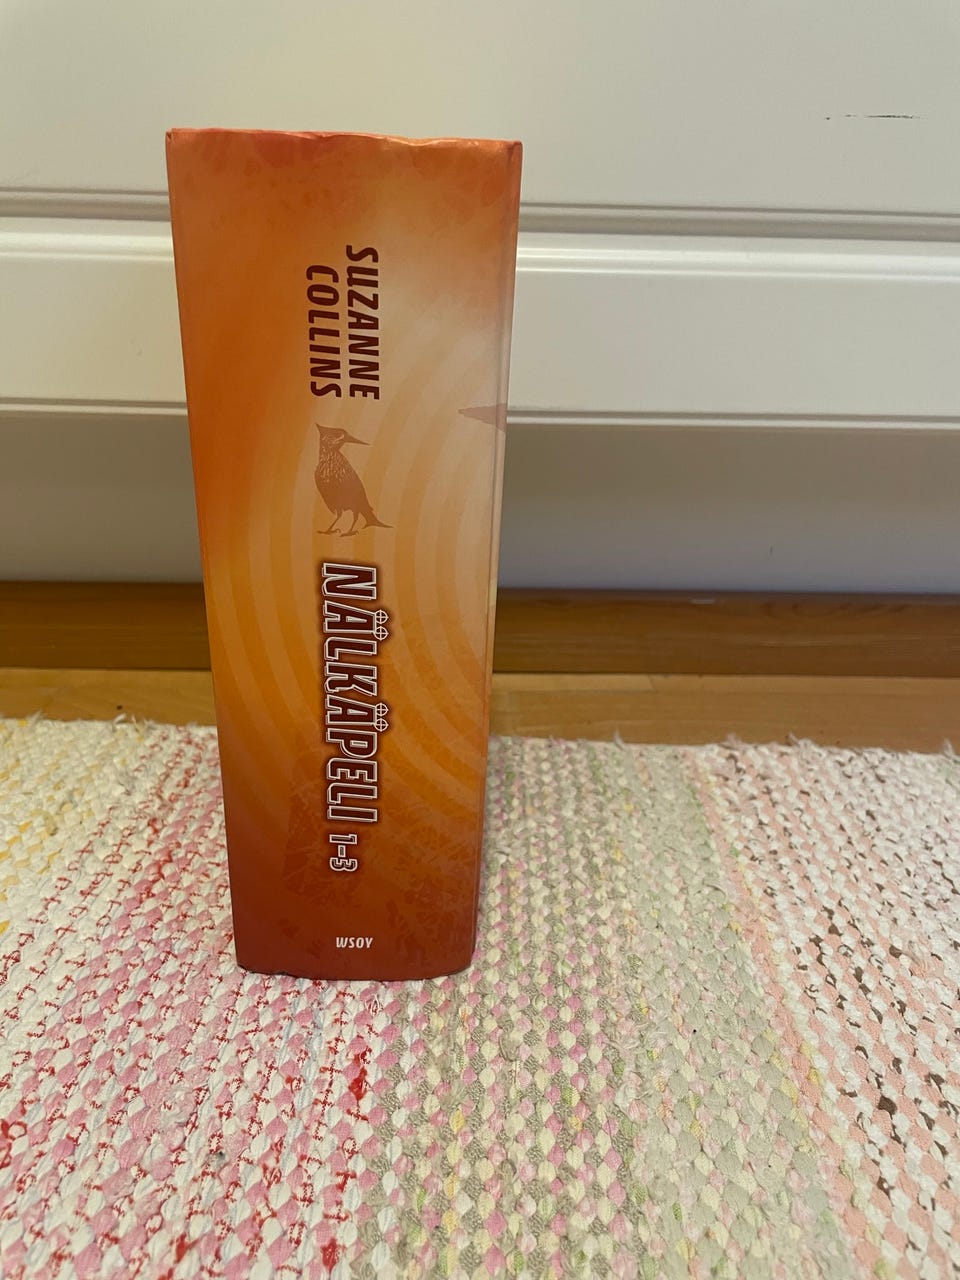 SUZANNE
COLLINS
NÄLKÄPELI 1–3
WSOY